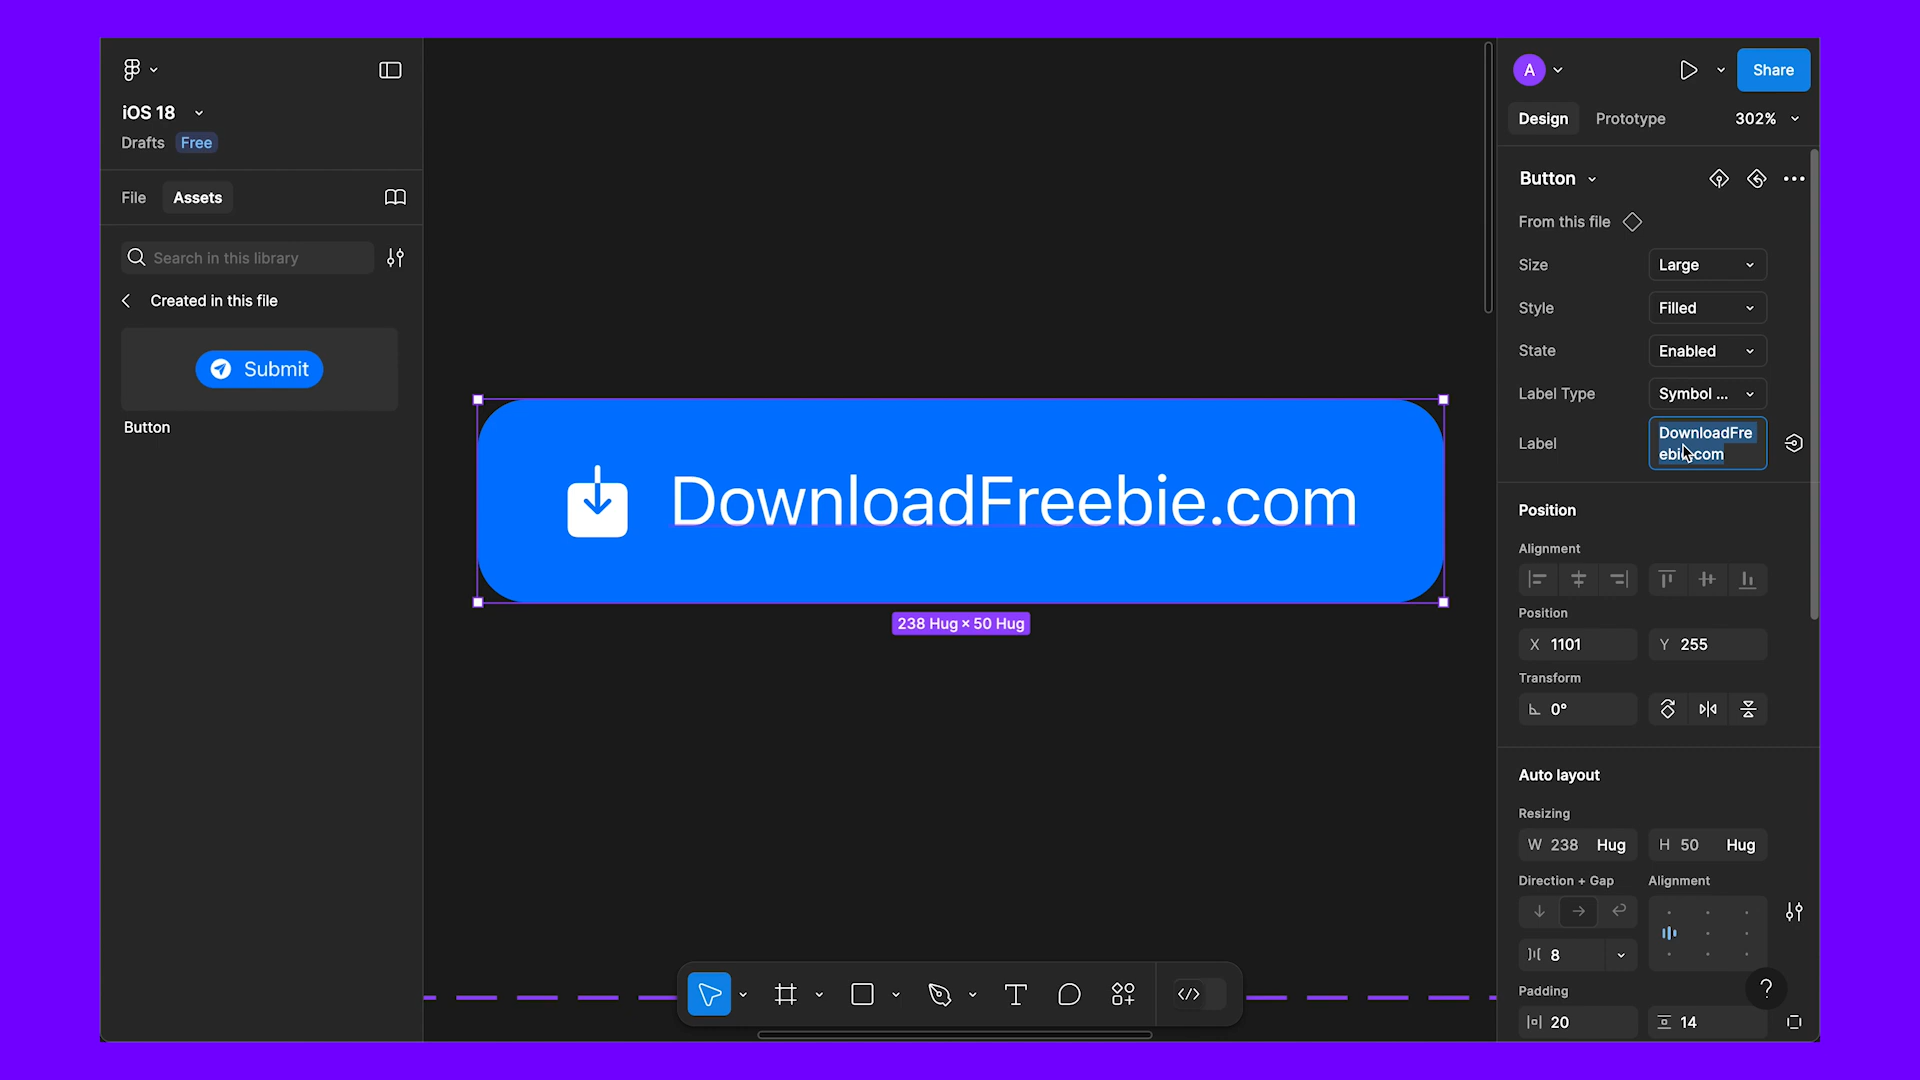 iOS 18
Drafts Free
File Assets
Search in this library
Created in this file
Submit
Button
DownloadFreebie.com
238 Hug × 50 Hug
A
Share
Design Prototype 302%
Button
From this file
Size Large
Style Filled
State Enabled
Label Type Symbol ...
Label DownloadFre
ebie.com
Position
Alignment
Position
X 1101 Y 255
Transform
0°
Auto layout
Resizing
W 238 Hug H 50 Hug
Direction + Gap Alignment
8
Padding
20 14
?